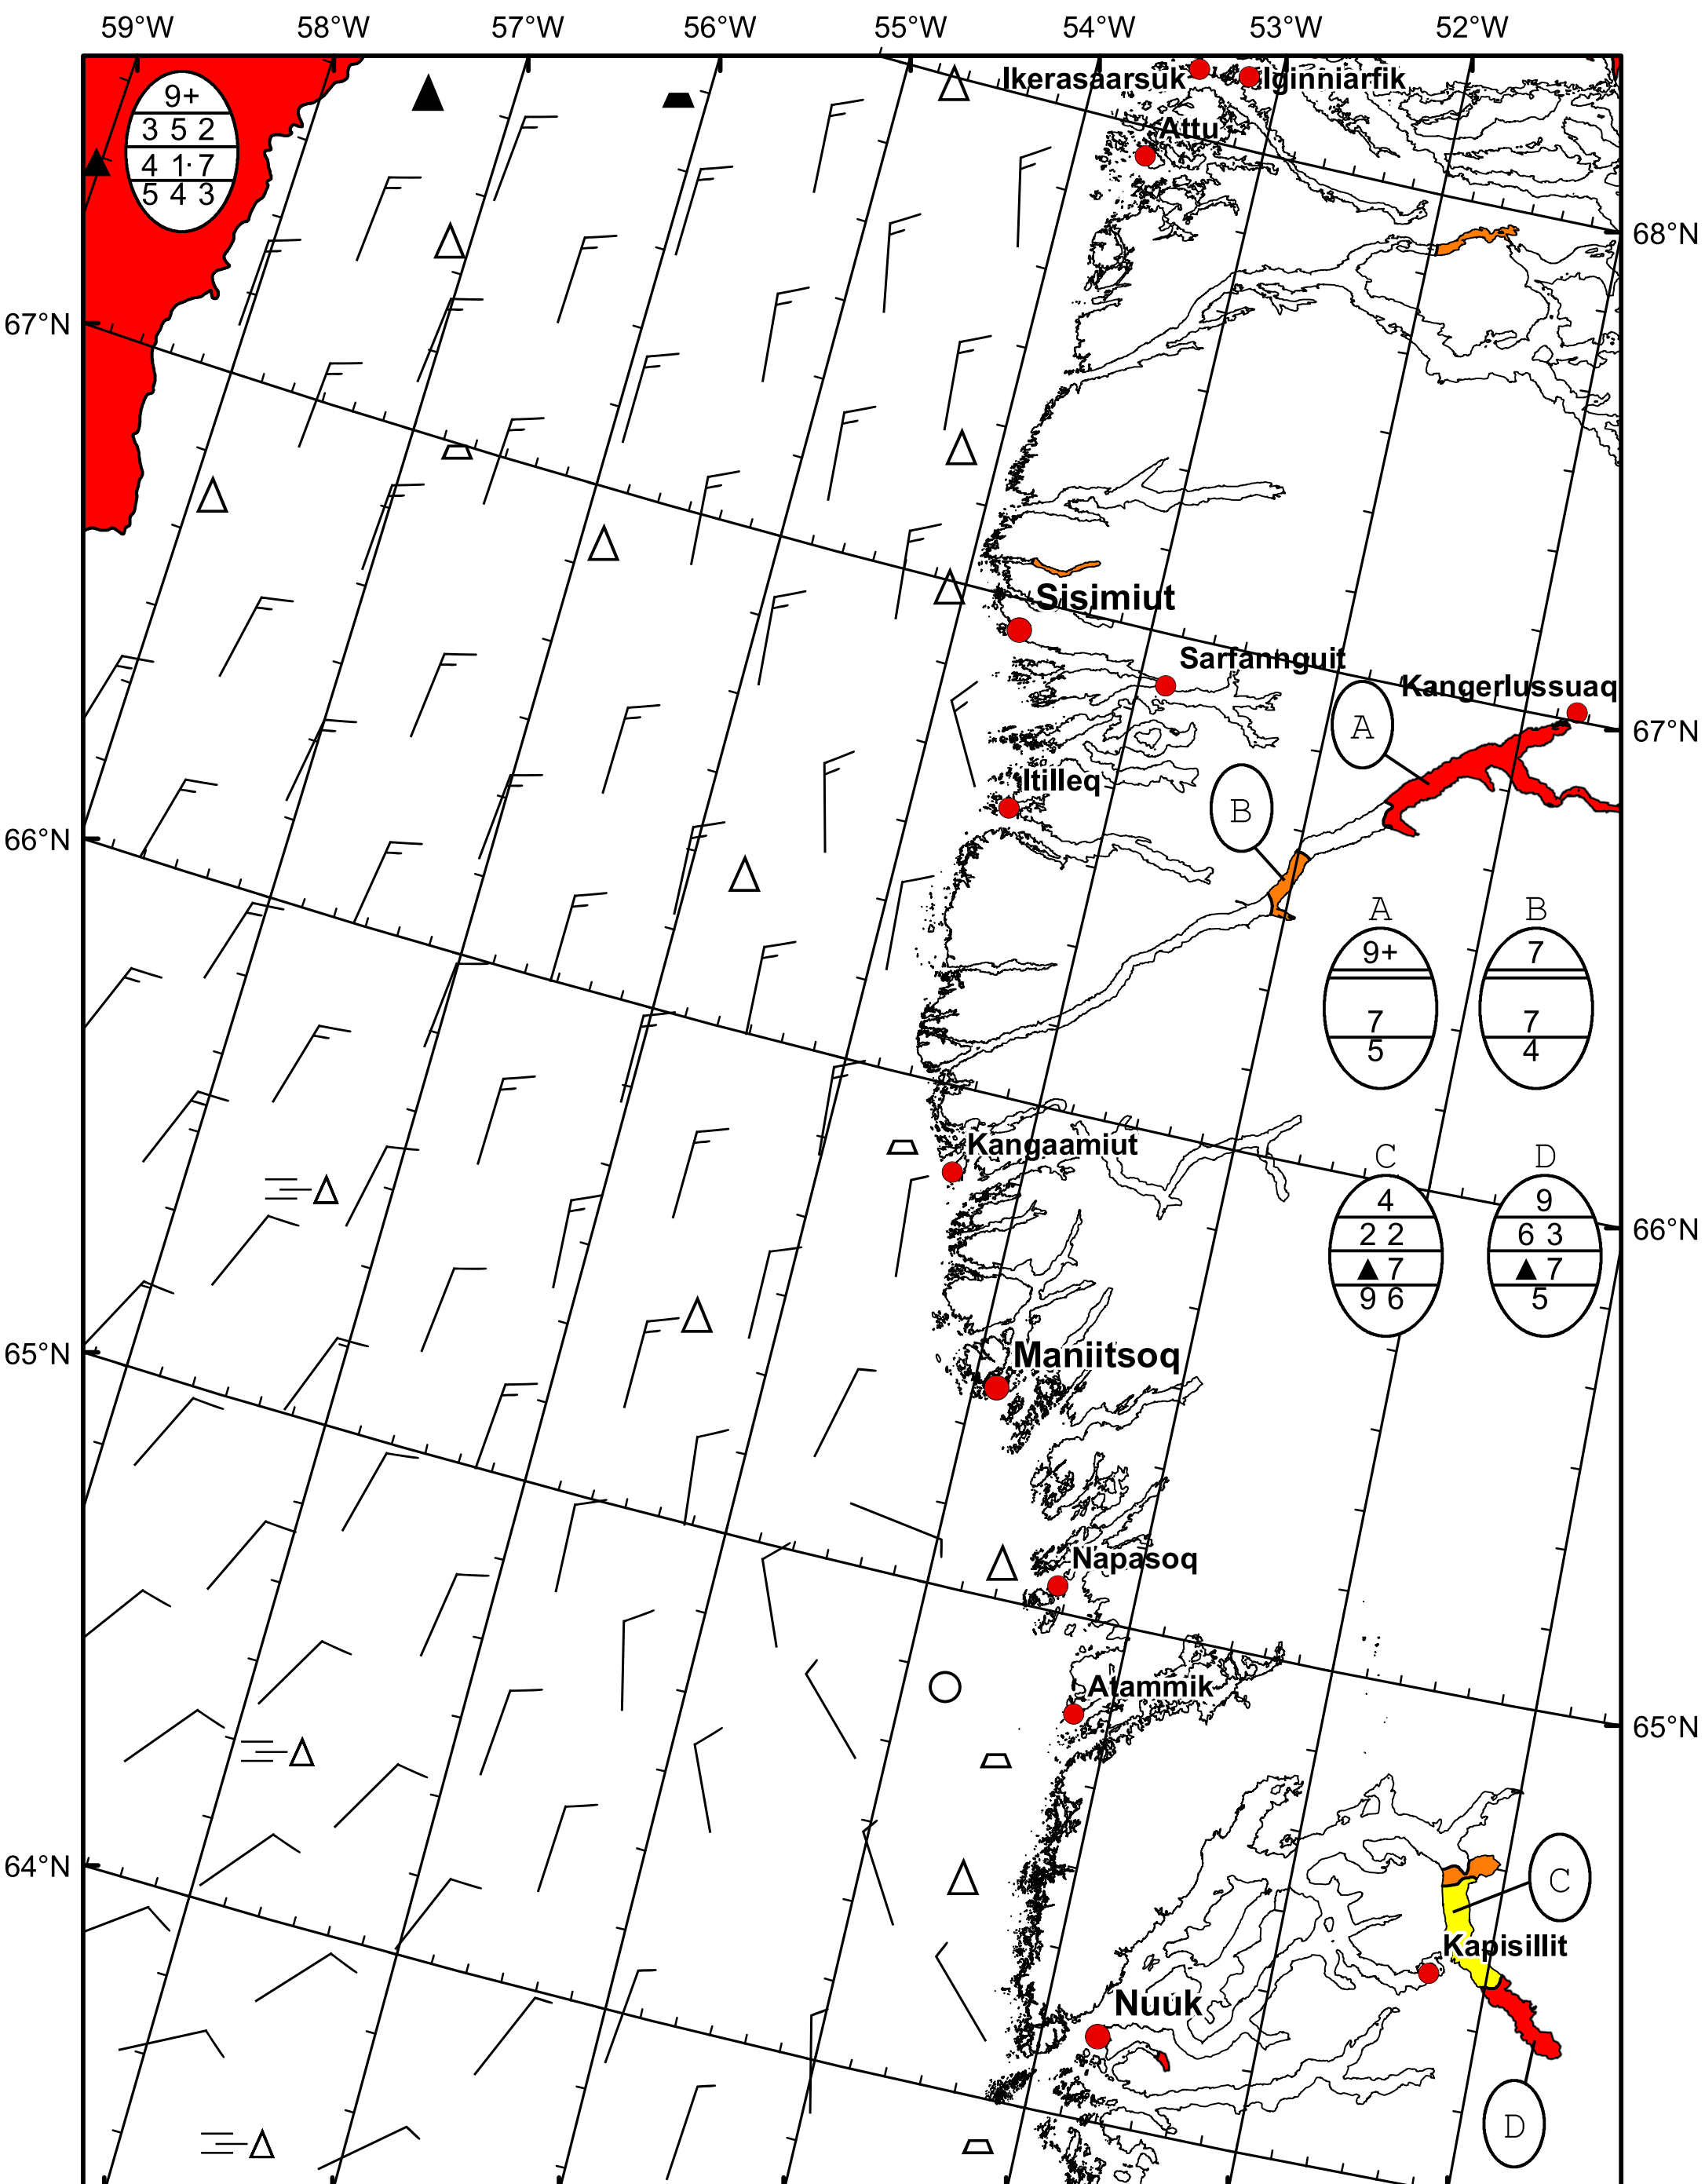 59°W 58°W 57°W 56°W 55°W 54°W 53°W 52°W
Ikerasaarsuk
Iginniarfik
9+
3 5 2
4 1· 7
5 4 3
Attu
68°N
67°N
Sisimiut
Sarfannguit
Kangerlussuaq
A
67°N
Itilleq
B
66°N
A
9+
7
5
B
7
7
4
Kangaamiut
C
4
2 2
▲ 7
9 6
D
9
6 3
▲ 7
5
66°N
65°N
Maniitsoq
Napasoq
Atammik
65°N
64°N
C
Kapisillit
Nuuk
D